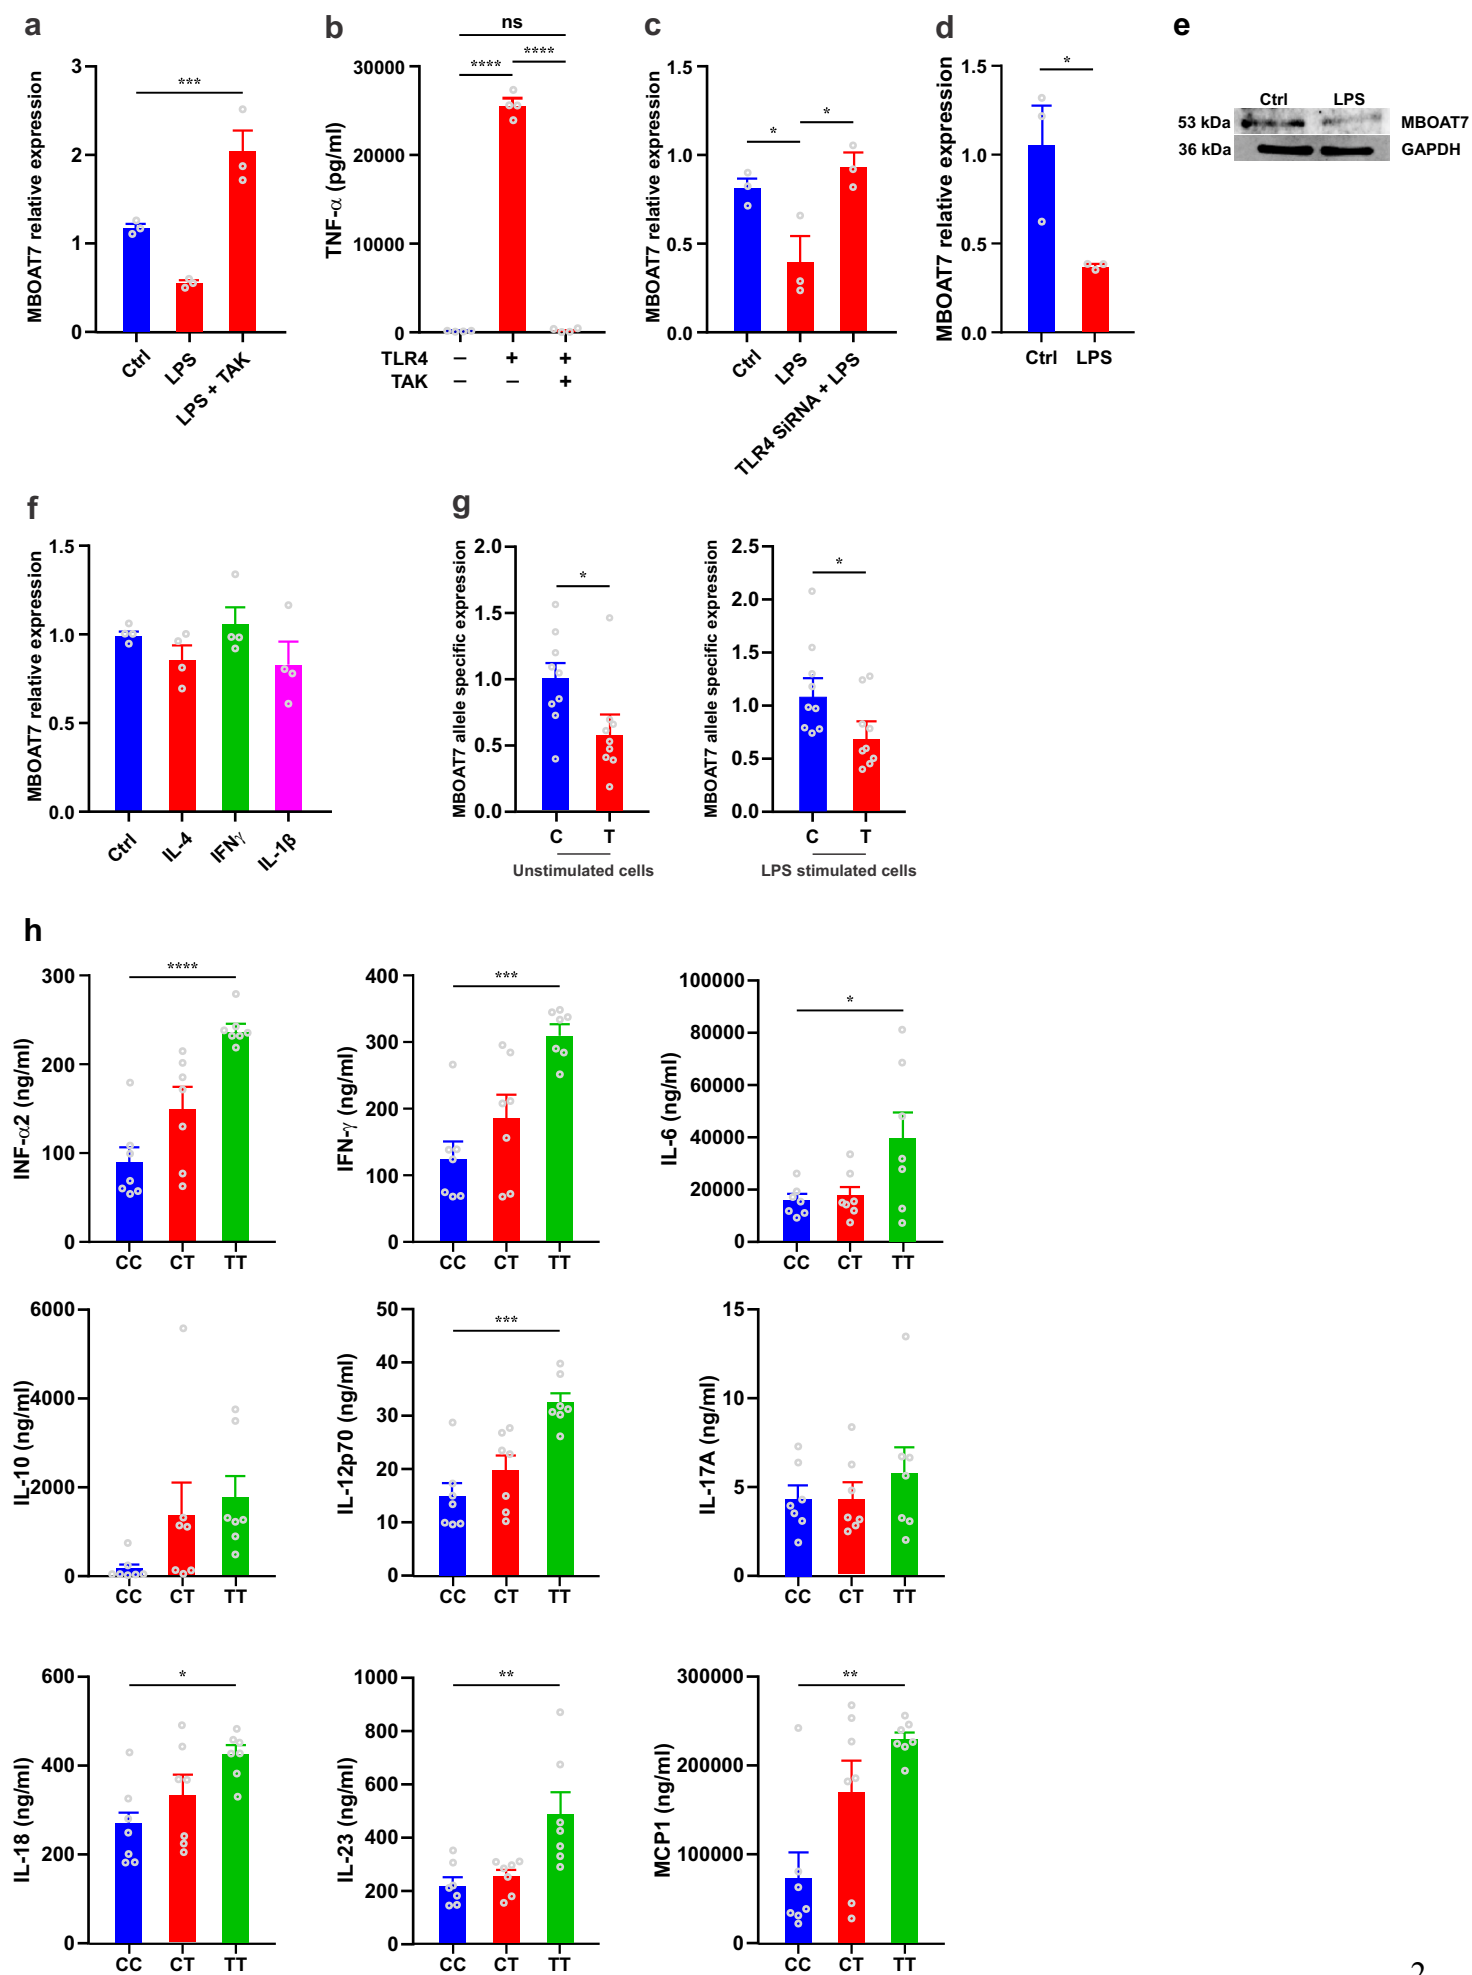 a
MBOAT7 relative expression
3
2
1
0
***
Ctrl
LPS
LPS + TAK
b
TNF-α (pg/ml)
30000
20000
10000
0
ns
****
****
TLR4 – + +
TAK – – +
c
MBOAT7 relative expression
1.5
1.0
0.5
0.0
*
*
Ctrl
LPS
TLR4 SiRNA + LPS
d
MBOAT7 relative expression
1.5
1.0
0.5
0.0
*
Ctrl LPS
e
Ctrl LPS
53 kDa MBOAT7
36 kDa GAPDH
f
MBOAT7 relative expression
1.5
1.0
0.5
0.0
Ctrl
IL-4
IFNγ
IL-1β
g
MBOAT7 allele specific expression
2.0
1.5
1.0
0.5
0.0
*
C T
Unstimulated cells
MBOAT7 allele specific expression
2.5
2.0
1.5
1.0
0.5
0.0
*
C T
LPS stimulated cells
h
INF-α2 (ng/ml)
300
200
100
0
****
CC CT TT
IFN-γ (ng/ml)
400
300
200
100
0
***
CC CT TT
IL-6 (ng/ml)
100000
80000
60000
40000
20000
0
*
CC CT TT
IL-10 (ng/ml)
6000
4000
2000
0
CC CT TT
IL-12p70 (ng/ml)
50
40
30
20
10
0
***
CC CT TT
IL-17A (ng/ml)
15
10
5
0
CC CT TT
IL-18 (ng/ml)
600
400
200
0
*
CC CT TT
IL-23 (ng/ml)
1000
800
600
400
200
0
**
CC CT TT
MCP1 (ng/ml)
300000
200000
100000
0
**
CC CT TT
2